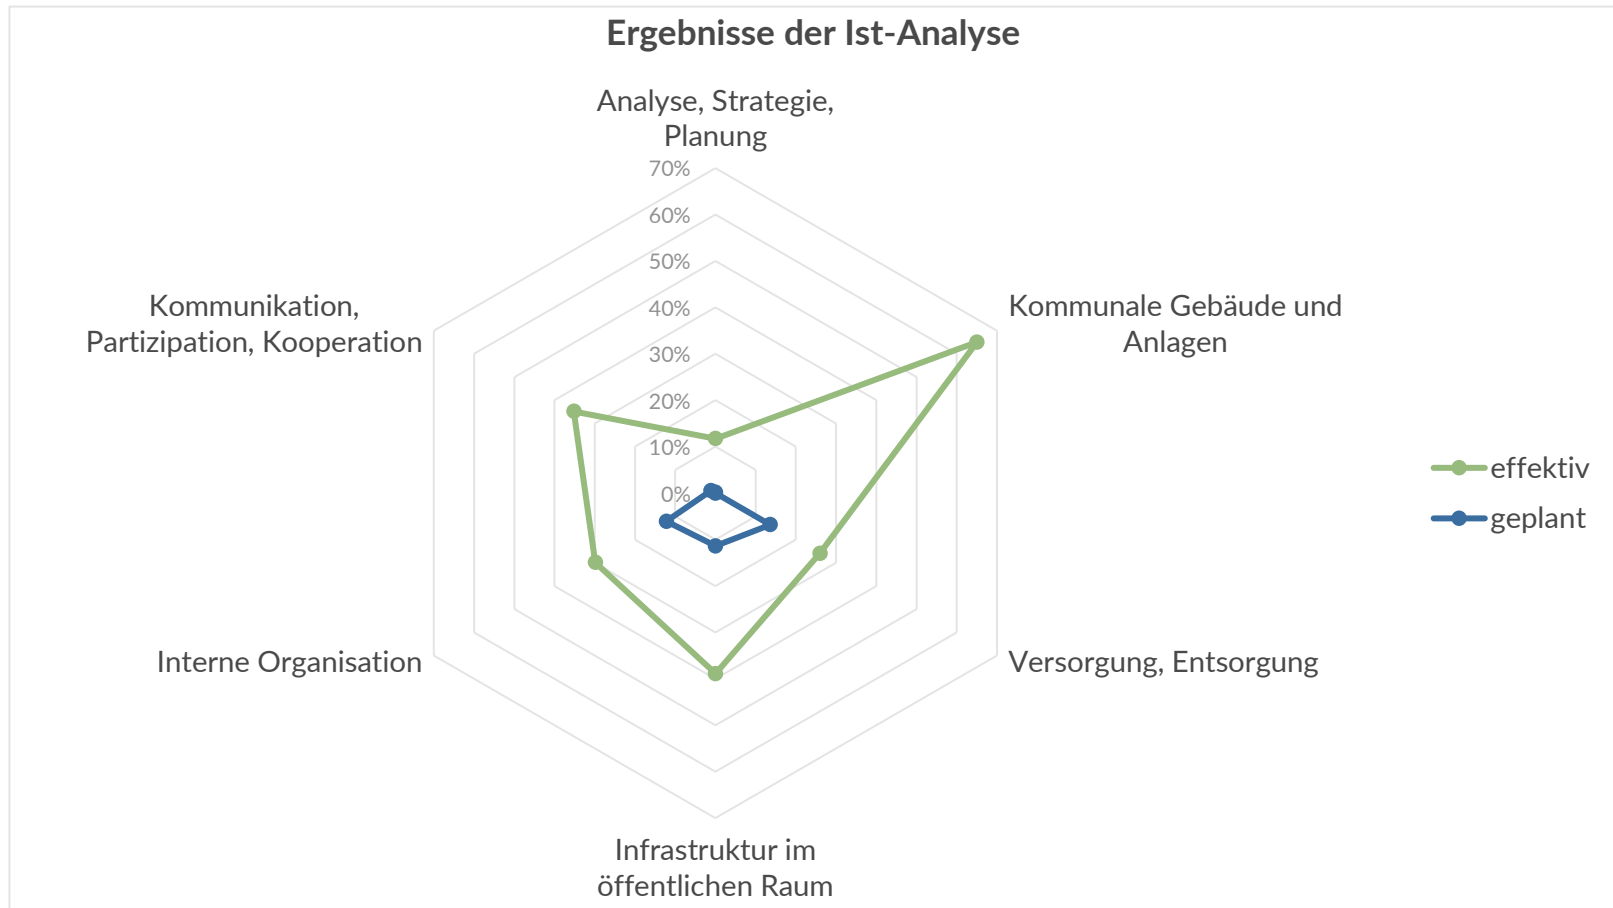 Ergebnisse der Ist-Analyse
Analyse, Strategie,
Planung
70%
60%
50%
40%
30%
20%
10%
0%
Kommunikation,
Partizipation, Kooperation
Kommunale Gebäude und
Anlagen
effektiv
geplant
Interne Organisation
Versorgung, Entsorgung
Infrastruktur im
öffentlichen Raum